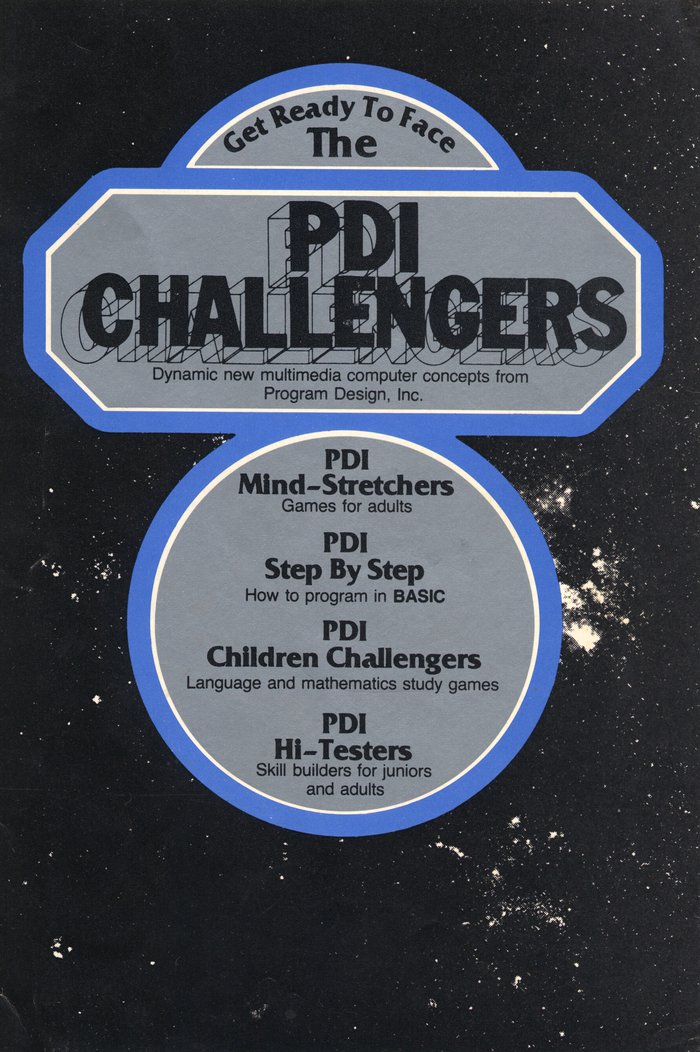 Get Ready To Face
The
PDI
CHALLENGERS
Dynamic new multimedia computer concepts from
Program Design, Inc.
PDI
Mind-Stretchers
Games for adults
PDI
Step By Step
How to program in BASIC
PDI
Children Challengers
Language and mathematics study games
PDI
Hi-Testers
Skill builders for juniors
and adults